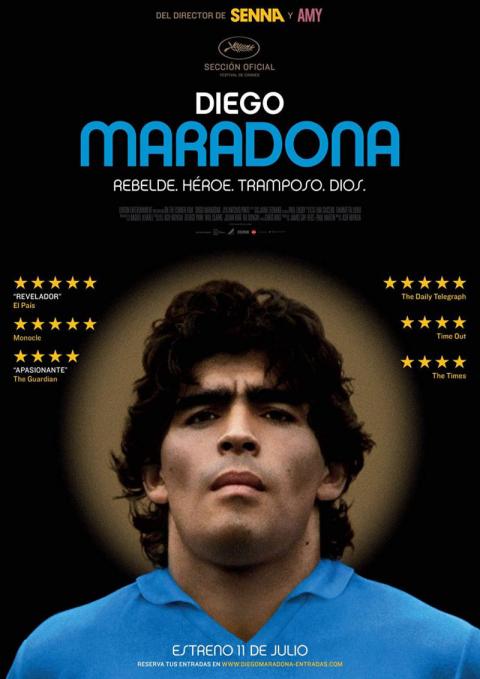 DEL DIRECTOR DE SENNA Y AMY
SECCIÓN OFICIAL
FESTIVAL DE CANNES
DIEGO
MARADONA
REBELDE. HÉROE. TRAMPOSO. DIOS.
"REVELADOR"
El País
Monocle
"APASIONANTE"
The Guardian
The Daily Telegraph
Time Out
The Times
ESTRENO 11 DE JULIO
RESERVA TUS ENTRADAS EN WWW.DIEGOMARADONA-ENTRADAS.COM